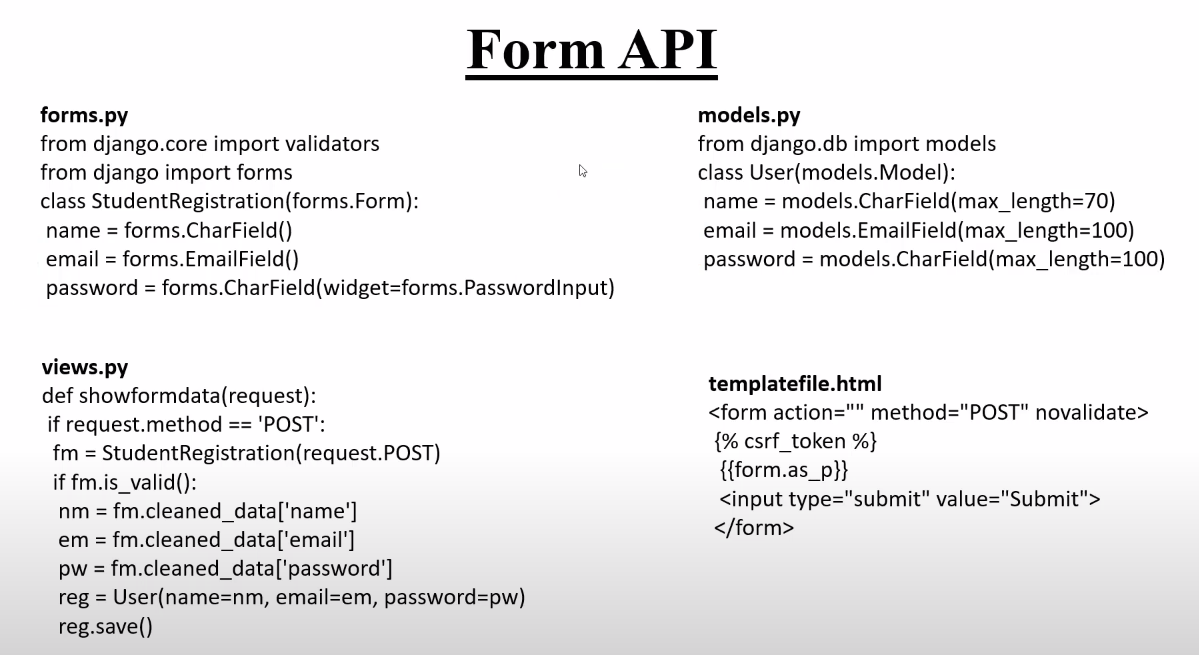 Form API
forms.py
from django.core import validators
from django import forms
class StudentRegistration(forms.Form):
name = forms.CharField()
email = forms.EmailField()
password = forms.CharField(widget=forms.PasswordInput)
models.py
from django.db import models
class User(models.Model):
name = models.CharField(max_length=70)
email = models.EmailField(max_length=100)
password = models.CharField(max_length=100)
views.py
def showformdata(request):
if request.method == 'POST':
fm = StudentRegistration(request.POST)
if fm.is_valid():
nm = fm.cleaned_data['name']
em = fm.cleaned_data['email']
pw = fm.cleaned_data['password']
reg = User(name=nm, email=em, password=pw)
reg.save()
templatefile.html
<form action="" method="POST" novalidate>
{% csrf_token %}
{{form.as_p}}
<input type="submit" value="Submit">
</form>